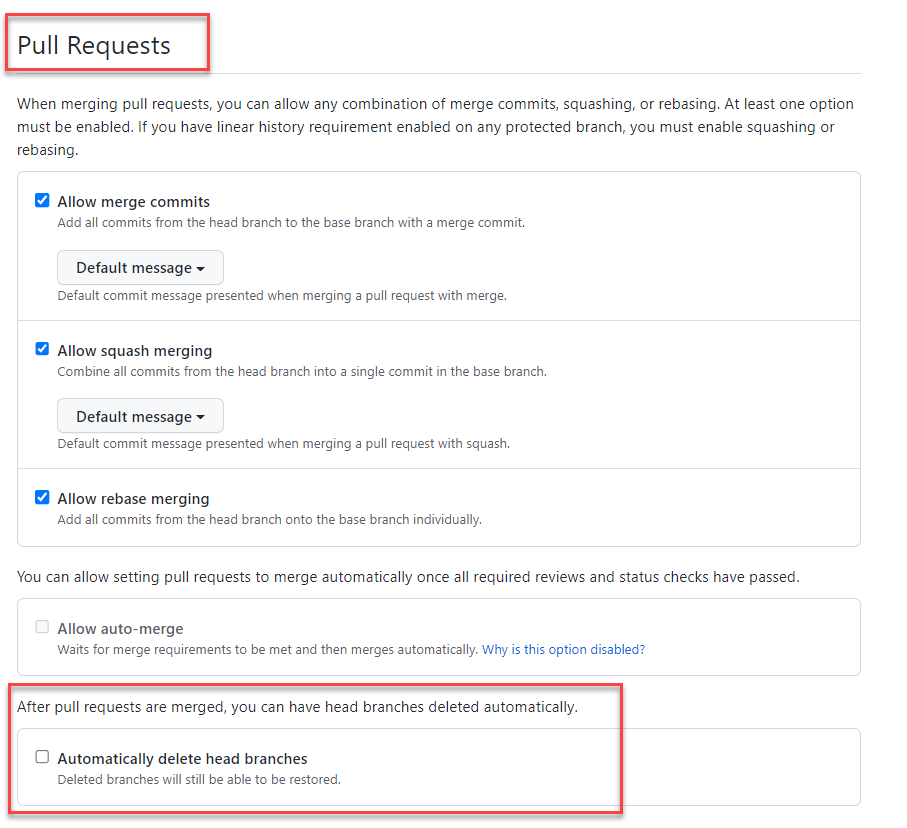 Pull Requests
When merging pull requests, you can allow any combination of merge commits, squashing, or rebasing. At least one option
must be enabled. If you have linear history requirement enabled on any protected branch, you must enable squashing or
rebasing.
Allow merge commits
Add all commits from the head branch to the base branch with a merge commit.
Default message
Default commit message presented when merging a pull request with merge.
Allow squash merging
Combine all commits from the head branch into a single commit in the base branch.
Default message
Default commit message presented when merging a pull request with squash.
Allow rebase merging
Add all commits from the head branch onto the base branch individually.
You can allow setting pull requests to merge automatically once all required reviews and status checks have passed.
Allow auto-merge
Waits for merge requirements to be met and then merges automatically. Why is this option disabled?
After pull requests are merged, you can have head branches deleted automatically.
Automatically delete head branches
Deleted branches will still be able to be restored.